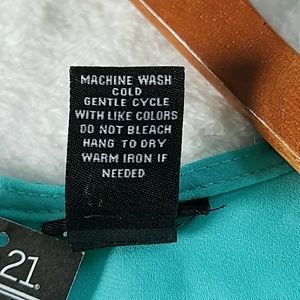 MACHINE WASH
COLD
GENTLE CYCLE
WITH LIKE COLORS
DO NOT BLEACH
HANG TO DRY
WARM IRON IF
NEEDED
21